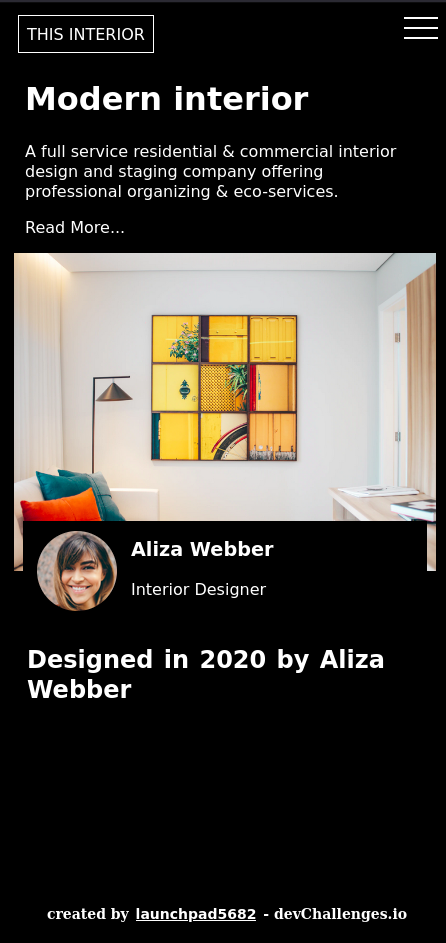 THIS INTERIOR
Modern interior
A full service residential & commercial interior
design and staging company offering
professional organizing & eco-services.
Read More...
Aliza Webber
Interior Designer
Designed in 2020 by Aliza
Webber
created by launchpad5682 - devChallenges.io